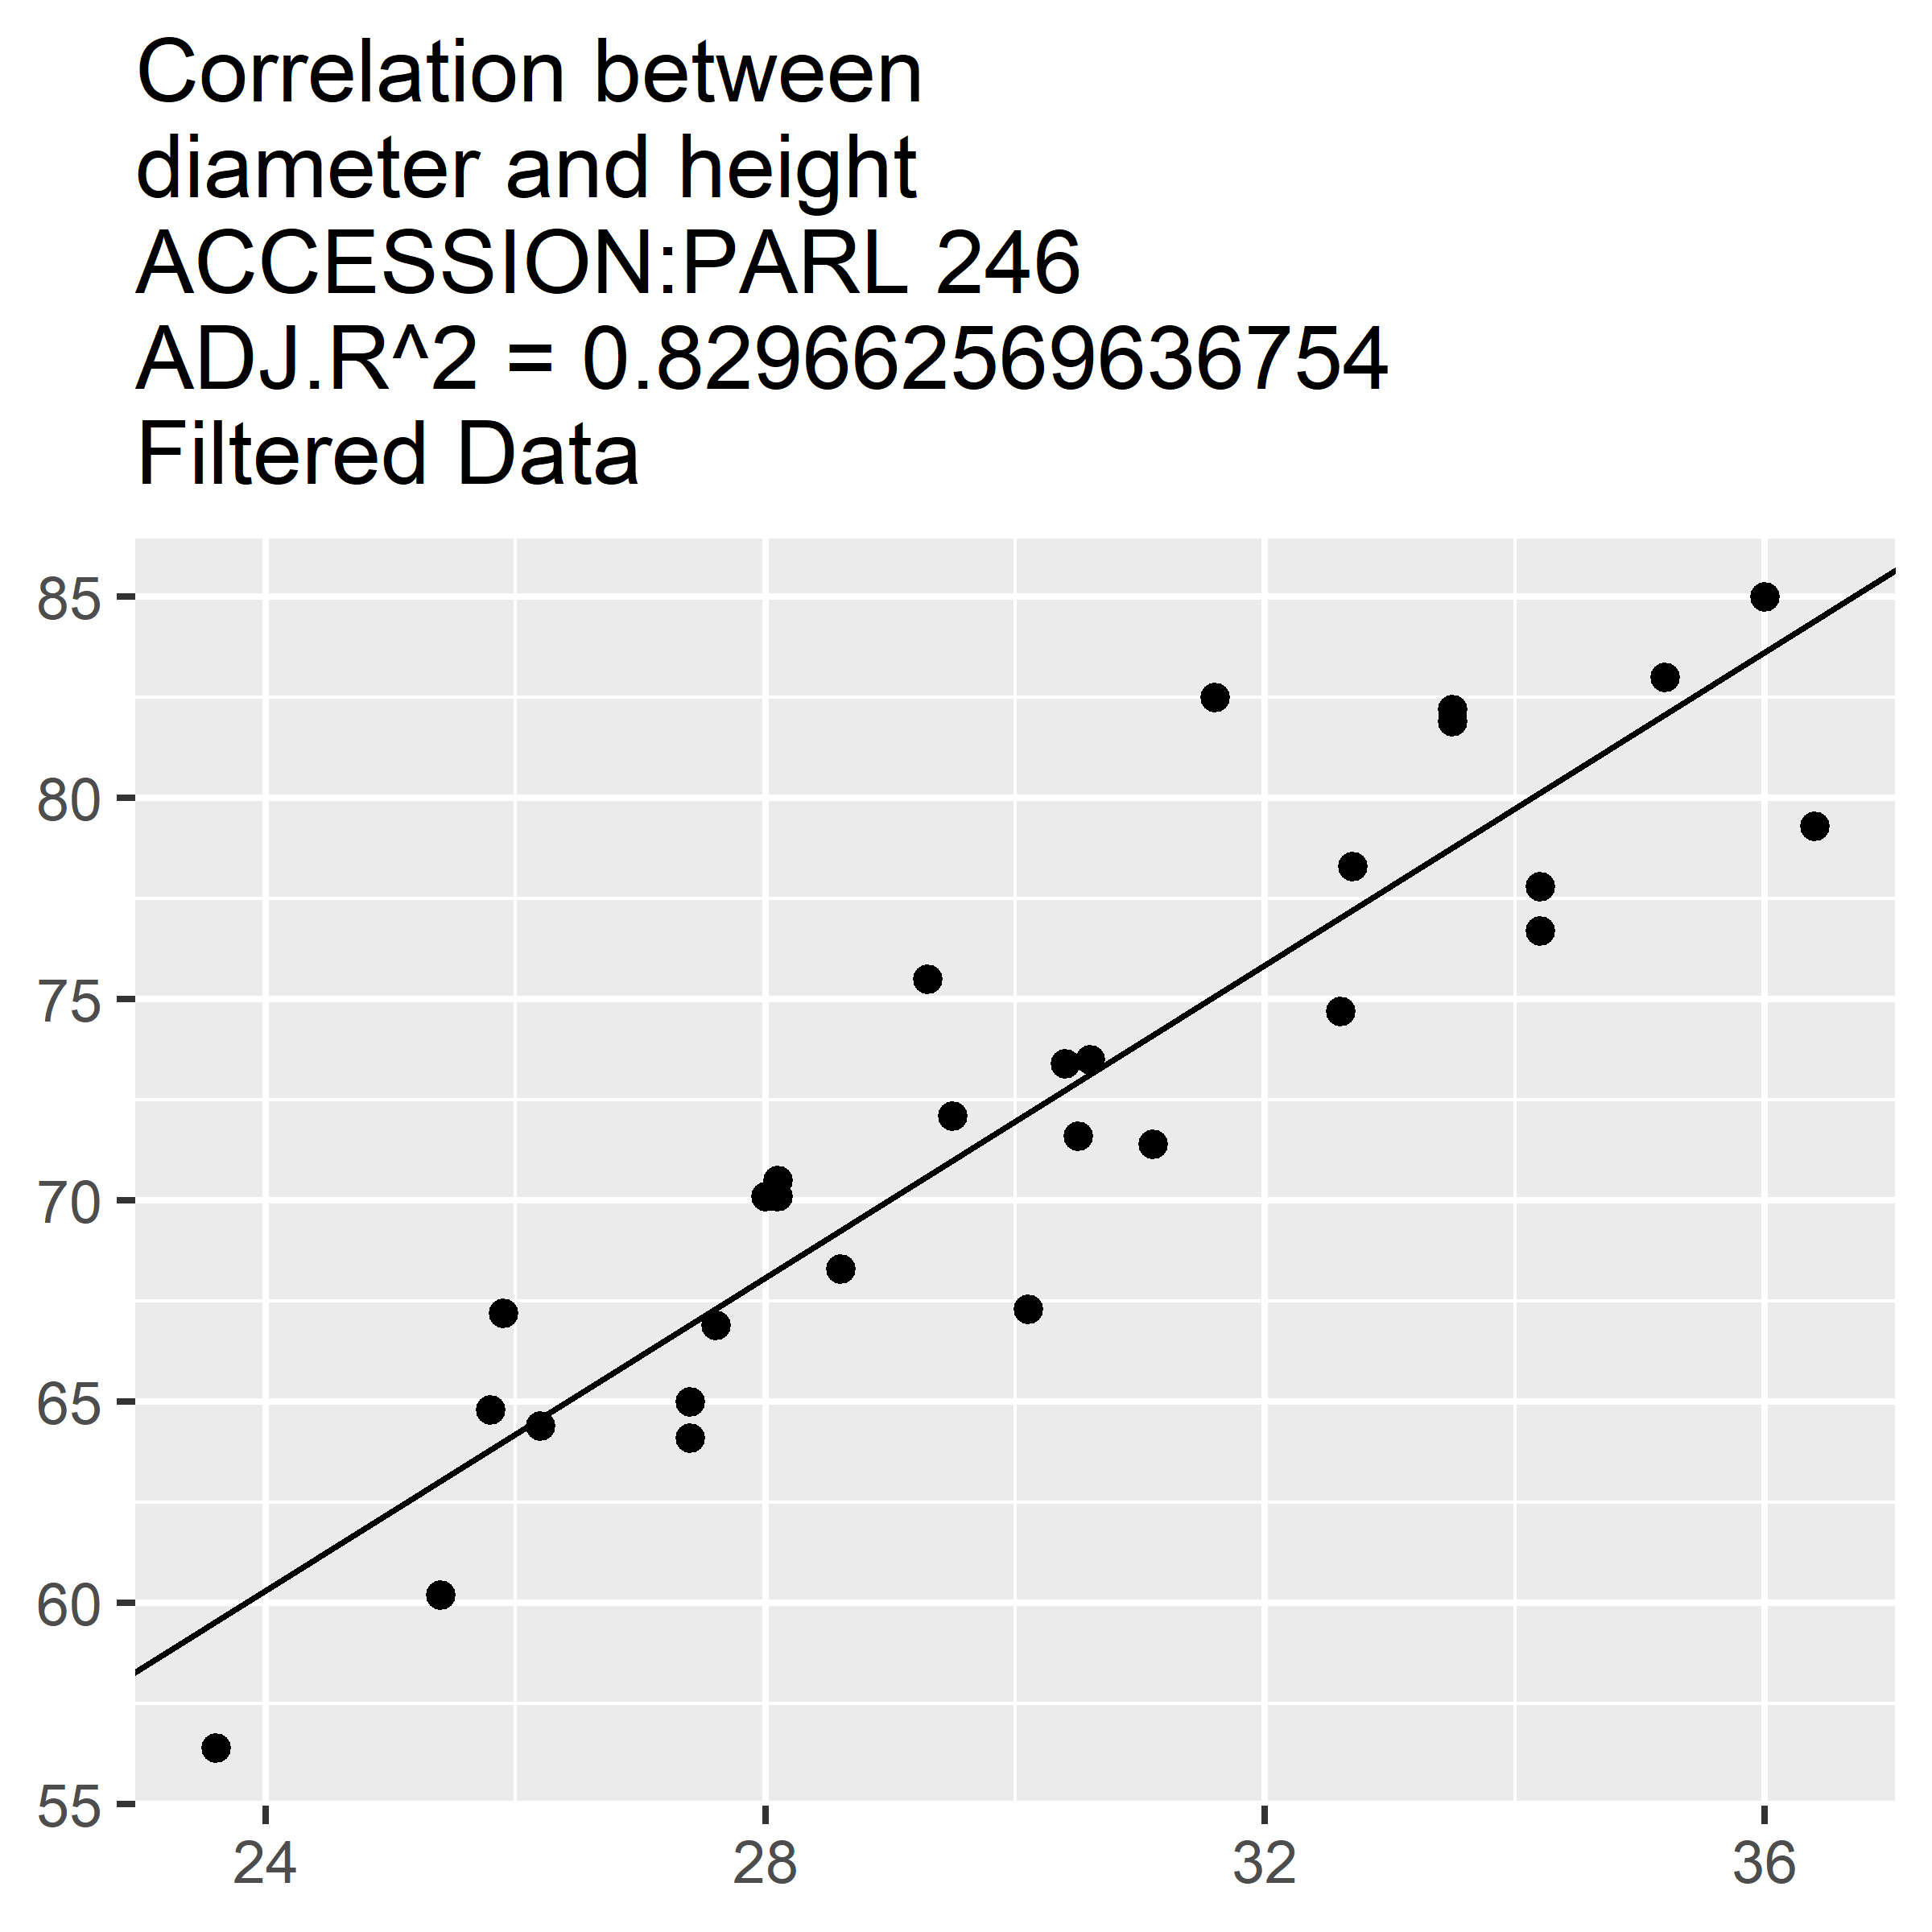 Correlation between
diameter and height
ACCESSION:PARL 246
ADJ.R^2 = 0.829662569636754
Filtered Data
85
80
75
70
65
60
55
24 28 32 36